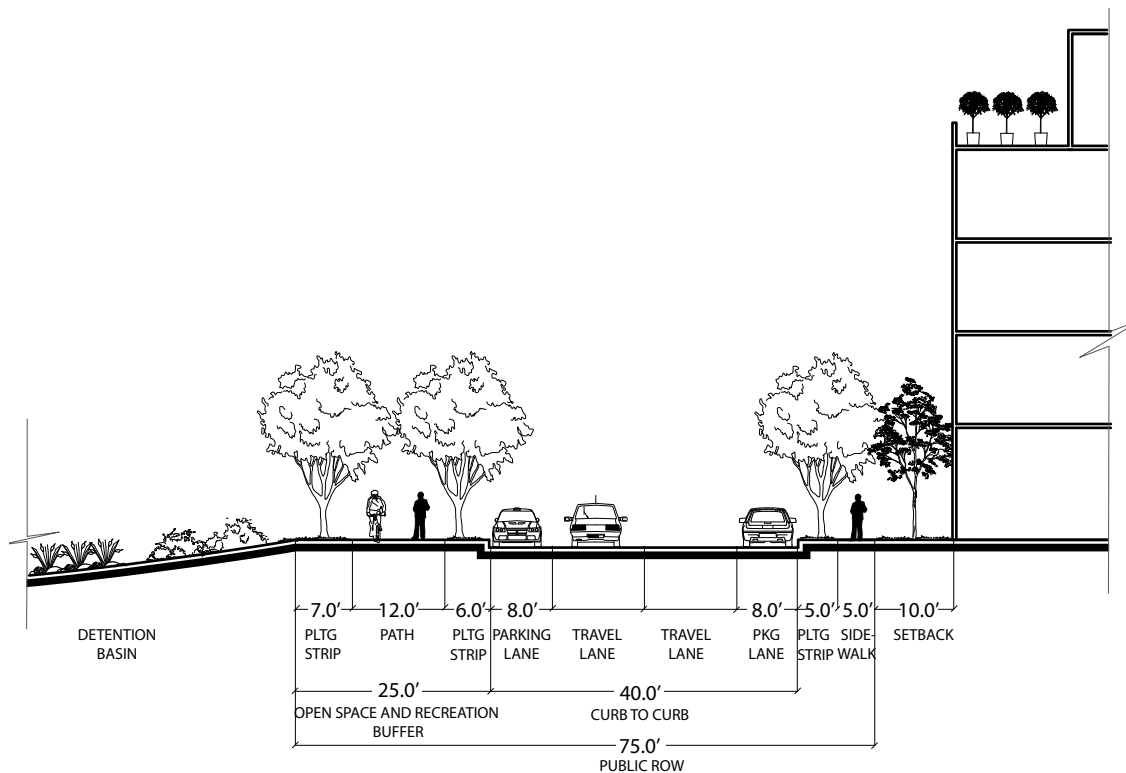 7.0’ 12.0’ 6.0’ 8.0’ 8.0’ 5.0’ 5.0’ 10.0’
DETENTION
BASIN
PLTG
STRIP
PATH
PLTG
STRIP
PARKING
LANE
TRAVEL
LANE
TRAVEL
LANE
PKG
LANE
PLTG
STRIP
SIDE-
WALK
SETBACK
25.0’
OPEN SPACE AND RECREATION
BUFFER
40.0’
CURB TO CURB
75.0’
PUBLIC ROW